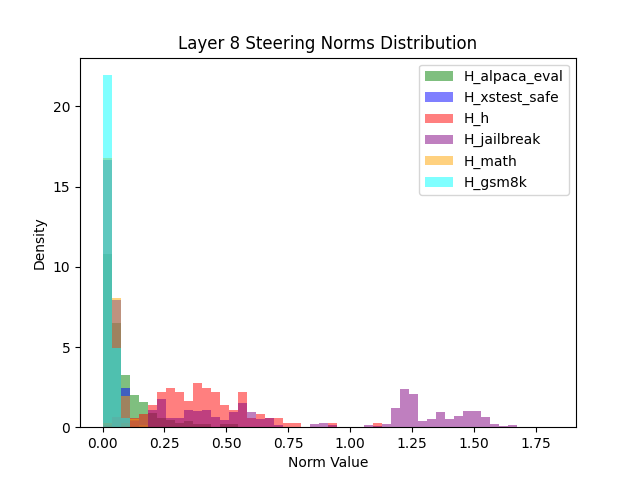 Layer 8 Steering Norms Distribution
H_alpaca_eval
H_xstest_safe
H_h
H_jailbreak
H_math
H_gsm8k
Density
20
15
10
5
0
0.00 0.25 0.50 0.75 1.00 1.25 1.50 1.75
Norm Value